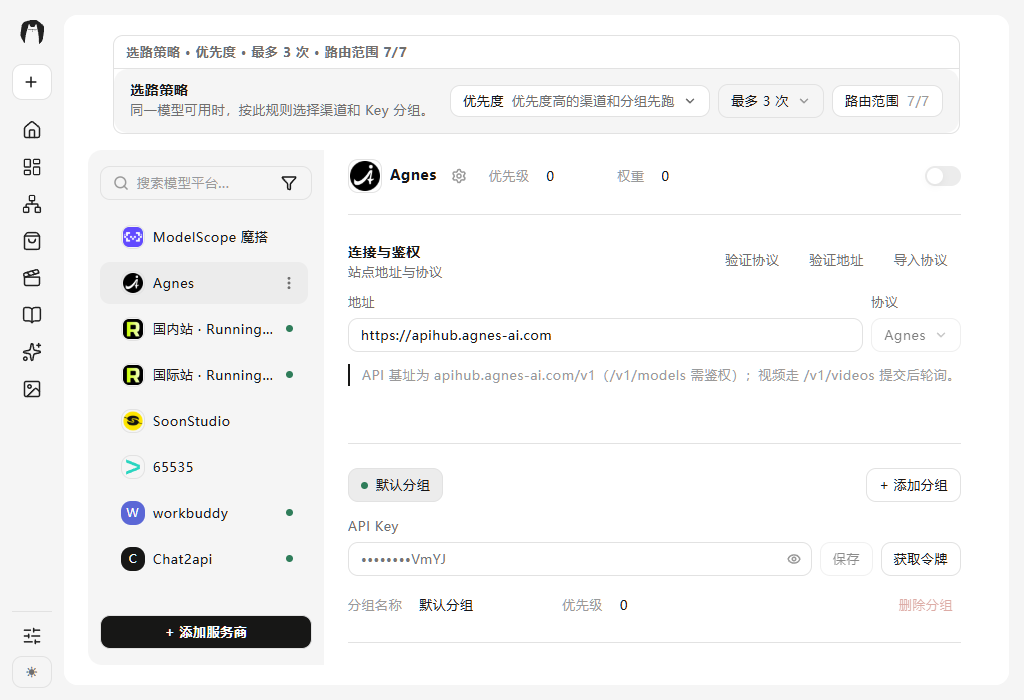 选路策略 • 优先度 • 最多 3 次 • 路由范围 7/7
选路策略
同一模型可用时，按此规则选择渠道和 Key 分组。
优先度 优先度高的渠道和分组先跑
最多 3 次
路由范围 7/7
搜索模型平台...
ModelScope 魔搭
Agnes
国内站 · Running...
国际站 · Running...
SoonStudio
65535
W workbuddy
C Chat2api
+ 添加服务商
Agnes
优先级 0
权重 0
连接与鉴权
站点地址与协议
验证协议
验证地址
导入协议
地址
协议
https://apihub.agnes-ai.com
Agnes
API 基址为 apihub.agnes-ai.com/v1（/v1/models 需鉴权）；视频走 /v1/videos 提交后轮询。
默认分组
+ 添加分组
API Key
••••••••VmYJ
保存
获取令牌
分组名称 默认分组
优先级 0
删除分组